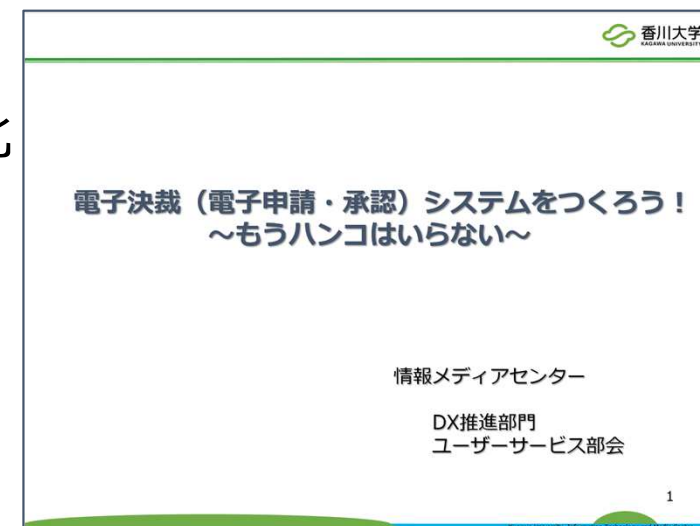 香川大学
KAGAWA UNIVERSITY
化
電子決裁(電子申請・承認)システムをつくろう!
~もうハンコはいらない~
情報メディアセンター
DX推進部門
ユーザーサービス部会
1